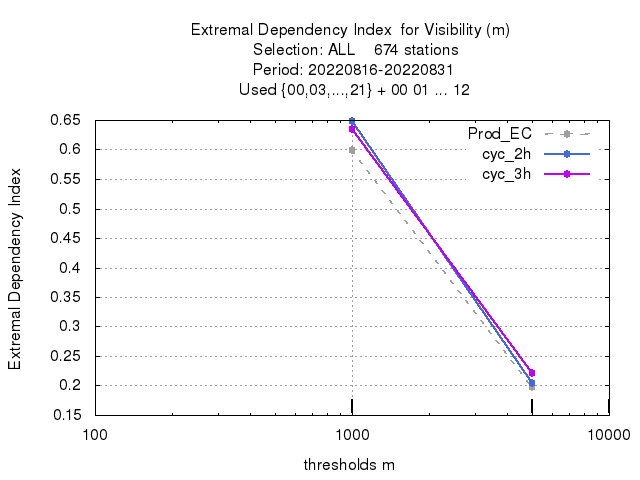 Extremal Dependency Index  for Visibility (m)
Selection: ALL    674 stations
Period: 20220816-20220831
Used {00,03,...,21} + 00 01 ... 12
Extremal Dependency Index
0.65
0.6
0.55
0.5
0.45
0.4
0.35
0.3
0.25
0.2
0.15
Prod_EC
cyc_2h
cyc_3h
100
1000
10000
thresholds m